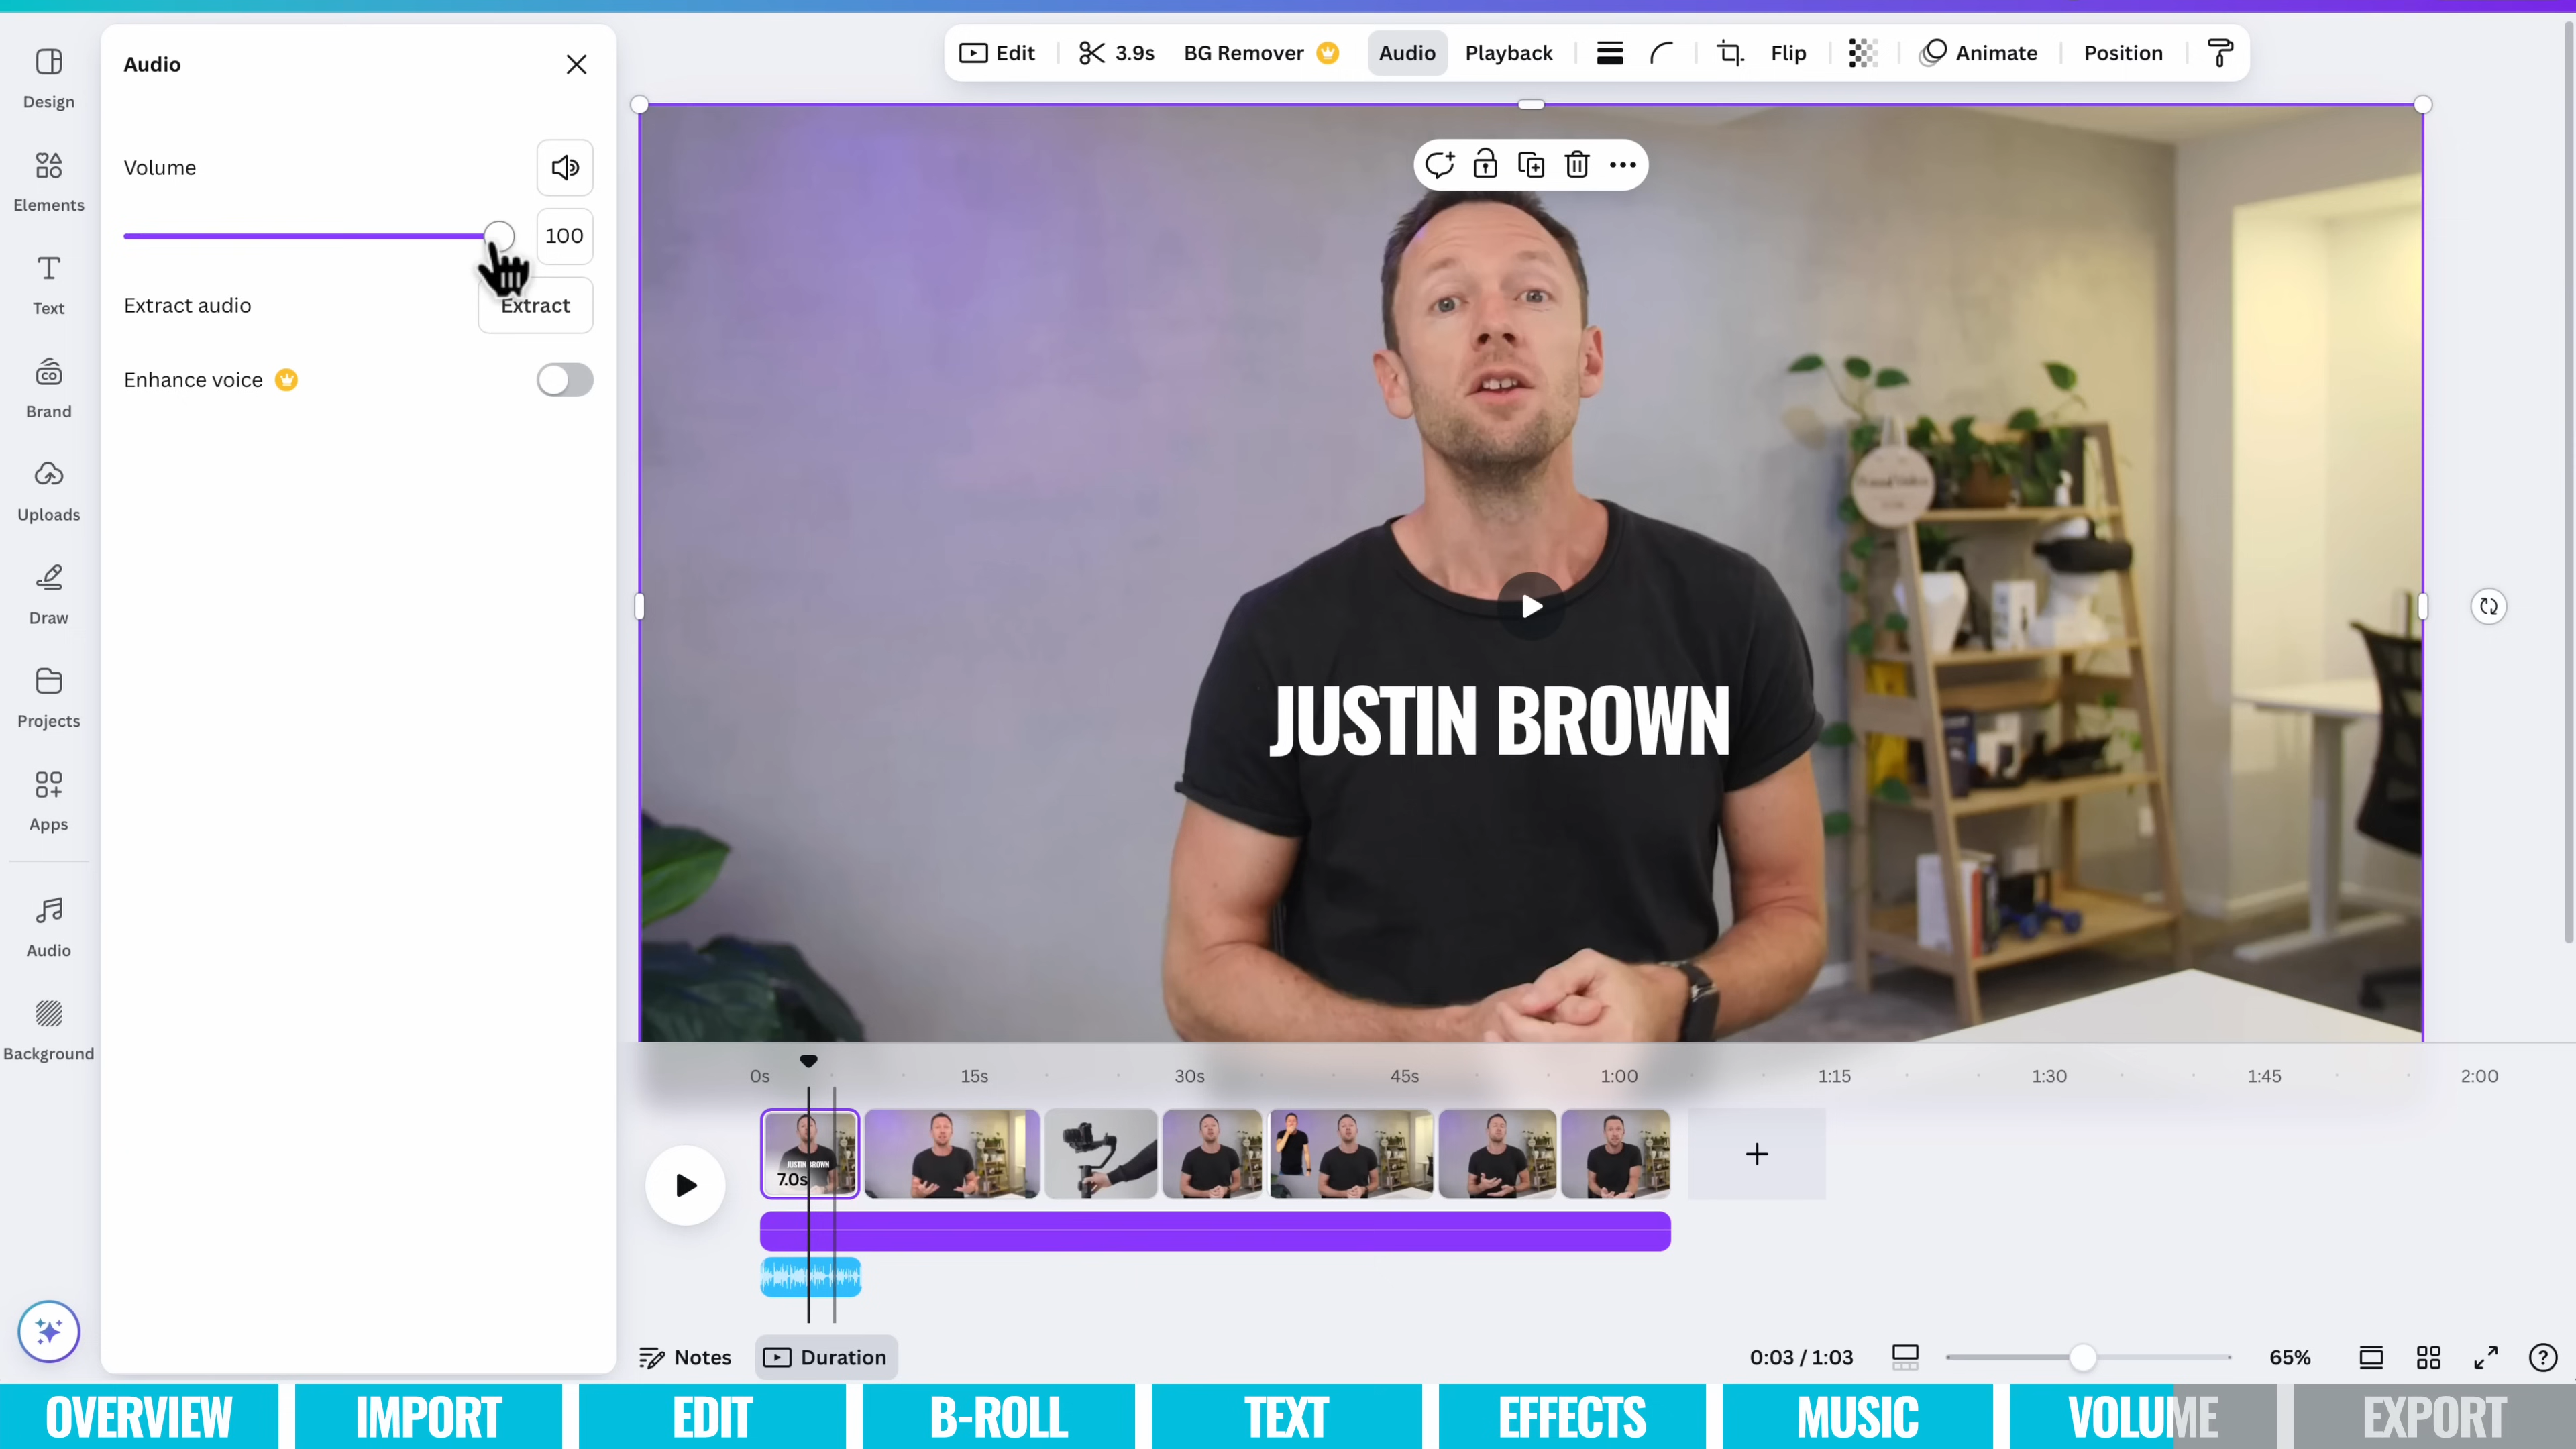 Design
Elements
Text
CO
Brand
Uploads
Draw
Projects
Apps
Audio
Background
Audio
Volume
100
Extract audio
Extract
Enhance voice
Edit
3.9s
BG Remover
Audio
Playback
Flip
Animate
Position
JUSTIN BROWN
0s
15s
30s
45s
1:00
1:15
1:30
1:45
2:00
JUSTIN BROWN
7.0s
Notes
Duration
0:03 / 1:03
65%
OVERVIEW
IMPORT
EDIT
B-ROLL
TEXT
EFFECTS
MUSIC
VOLUME
EXPORT